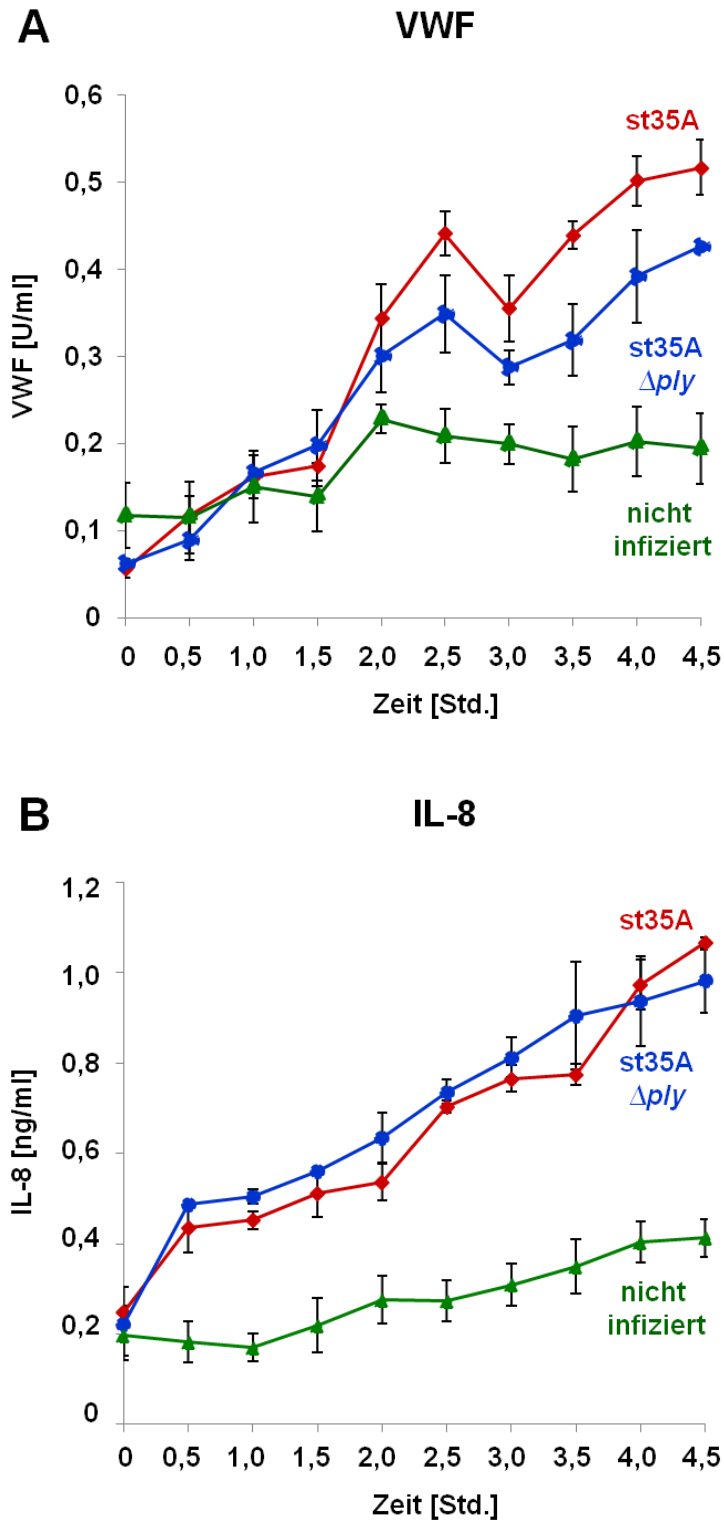 A
VWF
0,6
0,5
0,4
0,3
0,2
0,1
0
VWF [U/ml]
st35A
st35A
Δply
nicht
infiziert
0 0,5 1,0 1,5 2,0 2,5 3,0 3,5 4,0 4,5
Zeit [Std.]
B
IL-8
1,2
1,0
0,8
0,6
0,4
0,2
0
IL-8 [ng/ml]
st35A
st35A
Δply
nicht
infiziert
0 0,5 1,0 1,5 2,0 2,5 3,0 3,5 4,0 4,5
Zeit [Std.]